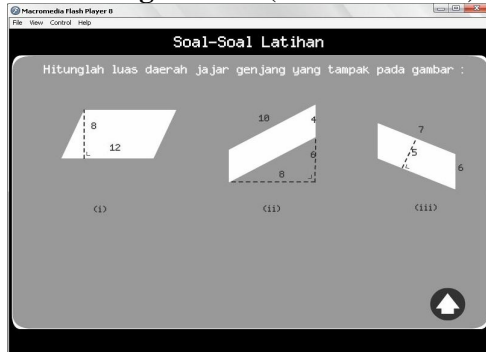 Macromedia Flash Player 8
File View Control Help
Soal-Soal Latihan
Hitunglah luas daerah jajar genjang yang tampak pada gambar :
8
12
10
4
6
8
7
5
6
(i)
(ii)
(iii)